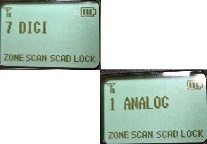 7 DIGI
ZONE SCAN SCAD LOCK
1 ANALOG
ZONE SCAN SCAD LOCK